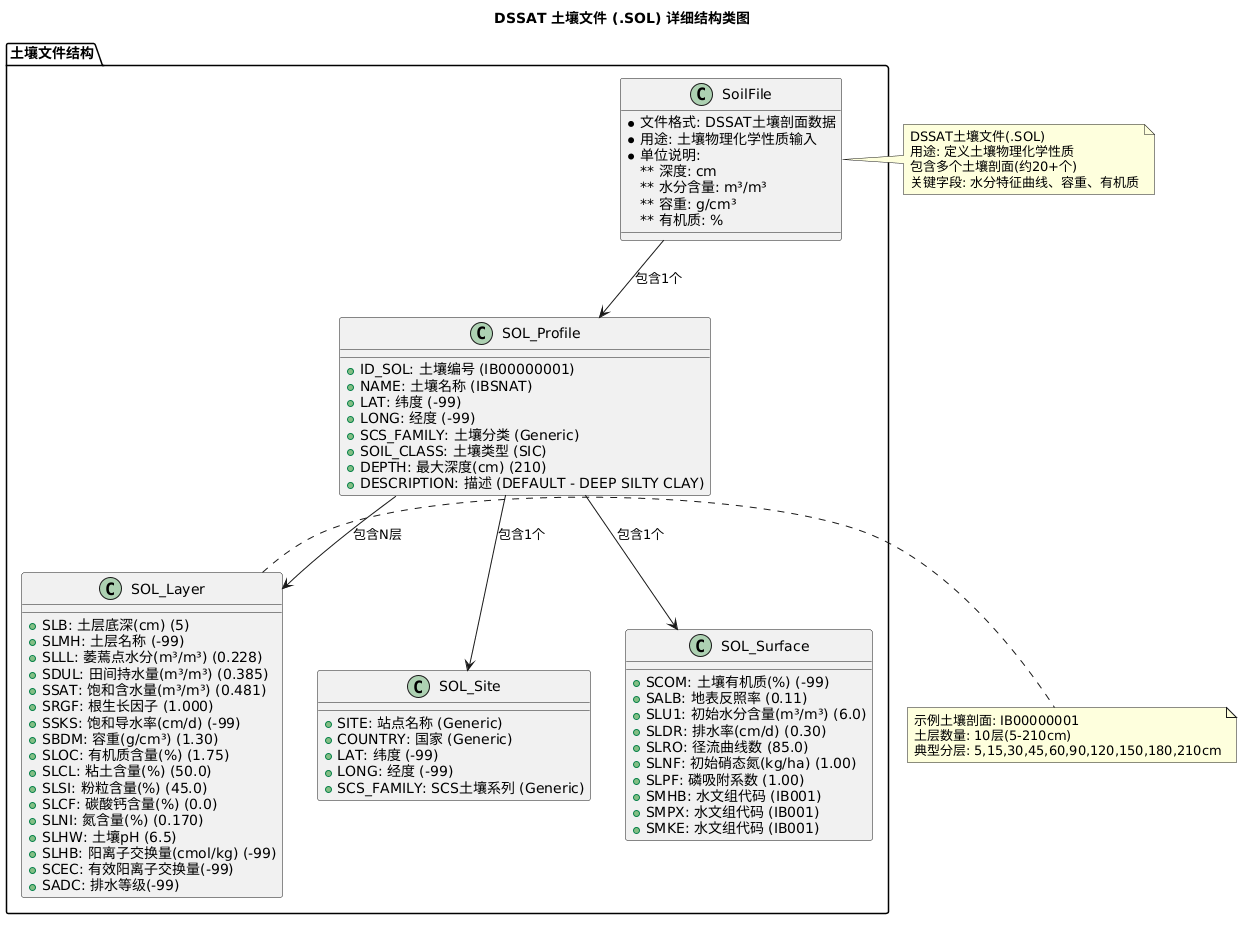 DSSAT 土壤文件 (.SOL) 详细结构类图
土壤文件结构
SoilFile
文件格式: DSSAT土壤剖面数据
用途: 土壤物理化学性质输入
单位说明:
** 深度: cm
** 水分含量: m³/m³
** 容重: g/cm³
** 有机质: %
DSSAT土壤文件(.SOL)
用途: 定义土壤物理化学性质
包含多个土壤剖面(约20+个)
关键字段: 水分特征曲线、容重、有机质
包含1个
SOL_Profile
ID_SOL: 土壤编号 (IB00000001)
NAME: 土壤名称 (IBSNAT)
LAT: 纬度 (-99)
LONG: 经度 (-99)
SCS_FAMILY: 土壤分类 (Generic)
SOIL_CLASS: 土壤类型 (SIC)
DEPTH: 最大深度(cm) (210)
DESCRIPTION: 描述 (DEFAULT - DEEP SILTY CLAY)
包含N层
包含1个
包含1个
SOL_Layer
SLB: 土层底深(cm) (5)
SLMH: 土层名称 (-99)
SLLL: 萎蔫点水分(m³/m³) (0.228)
SDUL: 田间持水量(m³/m³) (0.385)
SSAT: 饱和含水量(m³/m³) (0.481)
SRGF: 根生长因子 (1.000)
SSKS: 饱和导水率(cm/d) (-99)
SBDM: 容重(g/cm³) (1.30)
SLOC: 有机质含量(%) (1.75)
SLCL: 粘土含量(%) (50.0)
SLSI: 粉粒含量(%) (45.0)
SLCF: 碳酸钙含量(%) (0.0)
SLNI: 氮含量(%) (0.170)
SLHW: 土壤pH (6.5)
SLHB: 阳离子交换量(cmol/kg) (-99)
SCEC: 有效阳离子交换量(-99)
SADC: 排水等级(-99)
SOL_Site
SITE: 站点名称 (Generic)
COUNTRY: 国家 (Generic)
LAT: 纬度 (-99)
LONG: 经度 (-99)
SCS_FAMILY: SCS土壤系列 (Generic)
SOL_Surface
SCOM: 土壤有机质(%) (-99)
SALB: 地表反照率 (0.11)
SLU1: 初始水分含量(m³/m³) (6.0)
SLDR: 排水率(cm/d) (0.30)
SLRO: 径流曲线数 (85.0)
SLNF: 初始硝态氮(kg/ha) (1.00)
SLPF: 磷吸附系数 (1.00)
SMHB: 水文组代码 (IB001)
SMPX: 水文组代码 (IB001)
SMKE: 水文组代码 (IB001)
示例土壤剖面: IB00000001
土层数量: 10层(5-210cm)
典型分层: 5,15,30,45,60,90,120,150,180,210cm